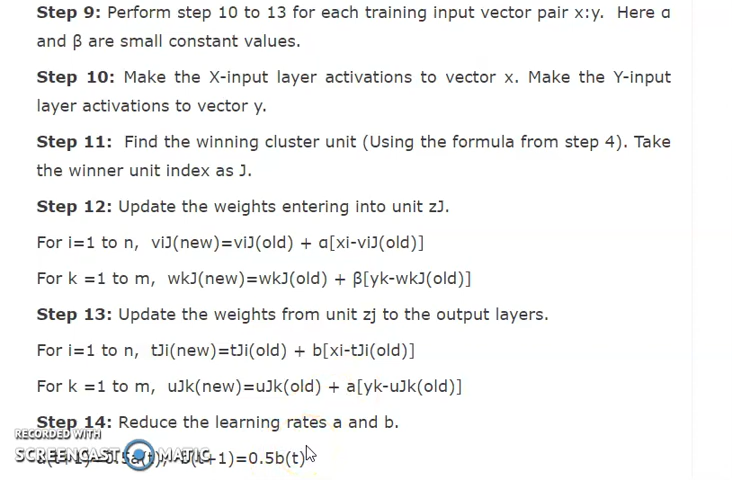 Step 9: Perform step 10 to 13 for each training input vector pair x:y. Here α
and β are small constant values.
Step 10: Make the X-input layer activations to vector x. Make the Y-input
layer activations to vector y.
Step 11: Find the winning cluster unit (Using the formula from step 4). Take
the winner unit index as J.
Step 12: Update the weights entering into unit zJ.
For i=1 to n, viJ(new)=viJ(old) + α[xi-viJ(old)]
For k =1 to m, wkJ(new)=wkJ(old) + β[yk-wkJ(old)]
Step 13: Update the weights from unit zj to the output layers.
For i=1 to n, tJi(new)=tJi(old) + b[xi-tJi(old)]
For k =1 to m, uJk(new)=uJk(old) + a[yk-uJk(old)]
Step 14: Reduce the learning rates a and b.
RECORDED WITH
SCREENCAST MATIC
=0.5b(t)